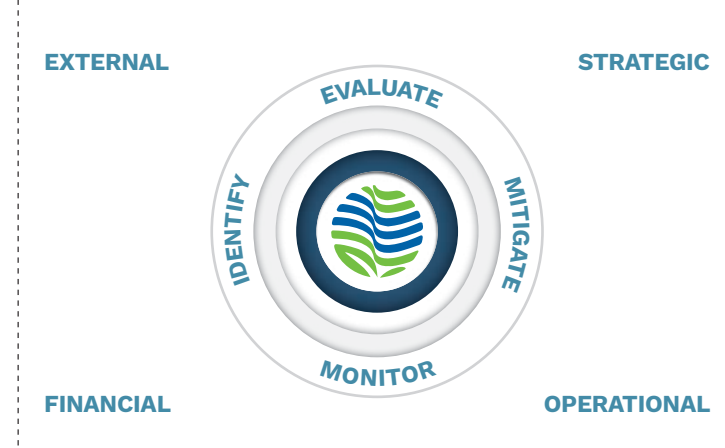 EXTERNAL
STRATEGIC
EVALUATE
IDENTIFY
MITIGATE
MONITOR
FINANCIAL
OPERATIONAL